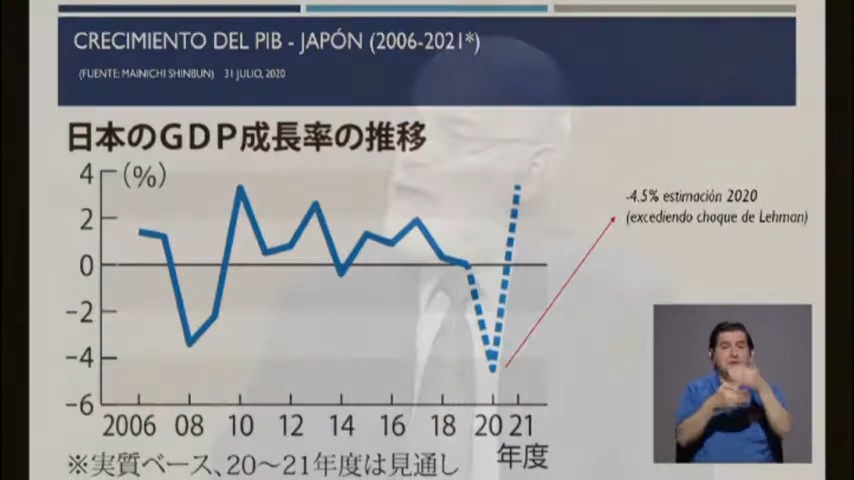 CRECIMIENTO DEL PIB - JAPÓN (2006-2021*)
(FUENTE: MAINICHI SHINBUN) 31 JULIO, 2020
日本のGDP成長率の推移
4 (%)
2
0
-2
-4
-6
2006 08 10 12 14 16 18 20 21
年度
※実質ベース、20〜21年度は見通し
-4.5% estimación 2020
(excediendo choque de Lehman)